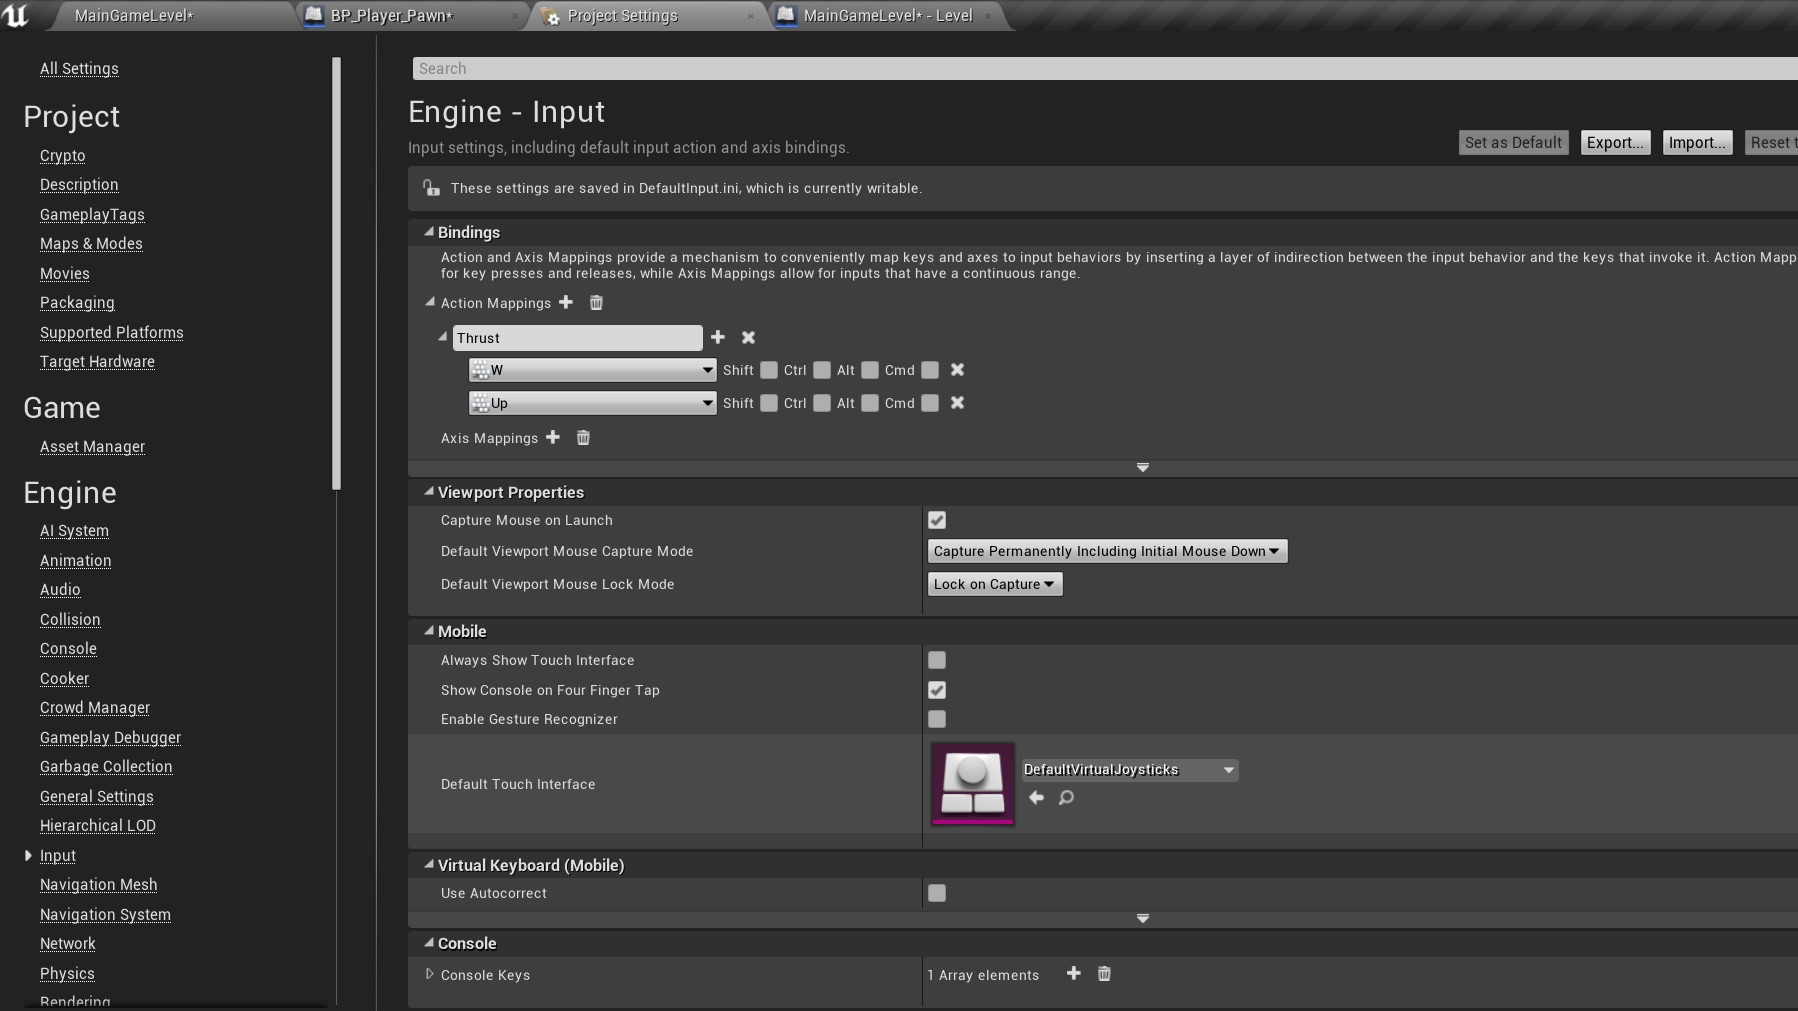 MainGameLevel*
BP_Player_Pawn*
Project Settings
MainGameLevel* - Level
All Settings
Project
Crypto
Description
GameplayTags
Maps & Modes
Movies
Packaging
Supported Platforms
Target Hardware
Game
Asset Manager
Engine
AI System
Animation
Audio
Collision
Console
Cooker
Crowd Manager
Gameplay Debugger
Garbage Collection
General Settings
Hierarchical LOD
Input
Navigation Mesh
Navigation System
Network
Physics
Rendering
Search
Engine - Input
Input settings, including default input action and axis bindings.
Set as Default
Export...
Import...
Reset t
These settings are saved in DefaultInput.ini, which is currently writable.
Bindings
Action and Axis Mappings provide a mechanism to conveniently map keys and axes to input behaviors by inserting a layer of indirection between the input behavior and the keys that invoke it. Action Mapp
for key presses and releases, while Axis Mappings allow for inputs that have a continuous range.
Action Mappings
Thrust
W Shift Ctrl Alt Cmd
Up Shift Ctrl Alt Cmd
Axis Mappings
Viewport Properties
Capture Mouse on Launch
Default Viewport Mouse Capture Mode Capture Permanently Including Initial Mouse Down
Default Viewport Mouse Lock Mode Lock on Capture
Mobile
Always Show Touch Interface
Show Console on Four Finger Tap
Enable Gesture Recognizer
Default Touch Interface DefaultVirtualJoysticks
Virtual Keyboard (Mobile)
Use Autocorrect
Console
Console Keys 1 Array elements